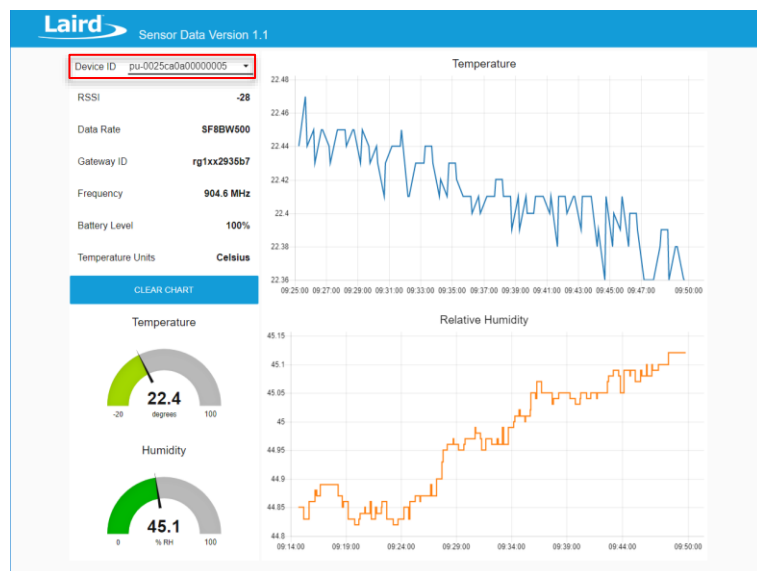 Laird
Sensor Data Version 1.1
Device ID pu-0025ca0a00000005
RSSI -28
Data Rate SF8BW500
Gateway ID rg1xx2935b7
Frequency 904.6 MHz
Battery Level 100%
Temperature Units Celsius
CLEAR CHART
Temperature
22.4
-20 degrees 100
Humidity
45.1
0 % RH 100
Temperature
22.48
22.46
22.44
22.42
22.4
22.38
22.36
09:25:00 09:27:00 09:29:00 09:31:00 09:33:00 09:35:00 09:37:00 09:39:00 09:41:00 09:43:00 09:45:00 09:47:00 09:50:00
Relative Humidity
45.15
45.1
45.05
45
44.95
44.9
44.85
44.8
09:14:00 09:19:00 09:24:00 09:29:00 09:34:00 09:39:00 09:44:00 09:50:00